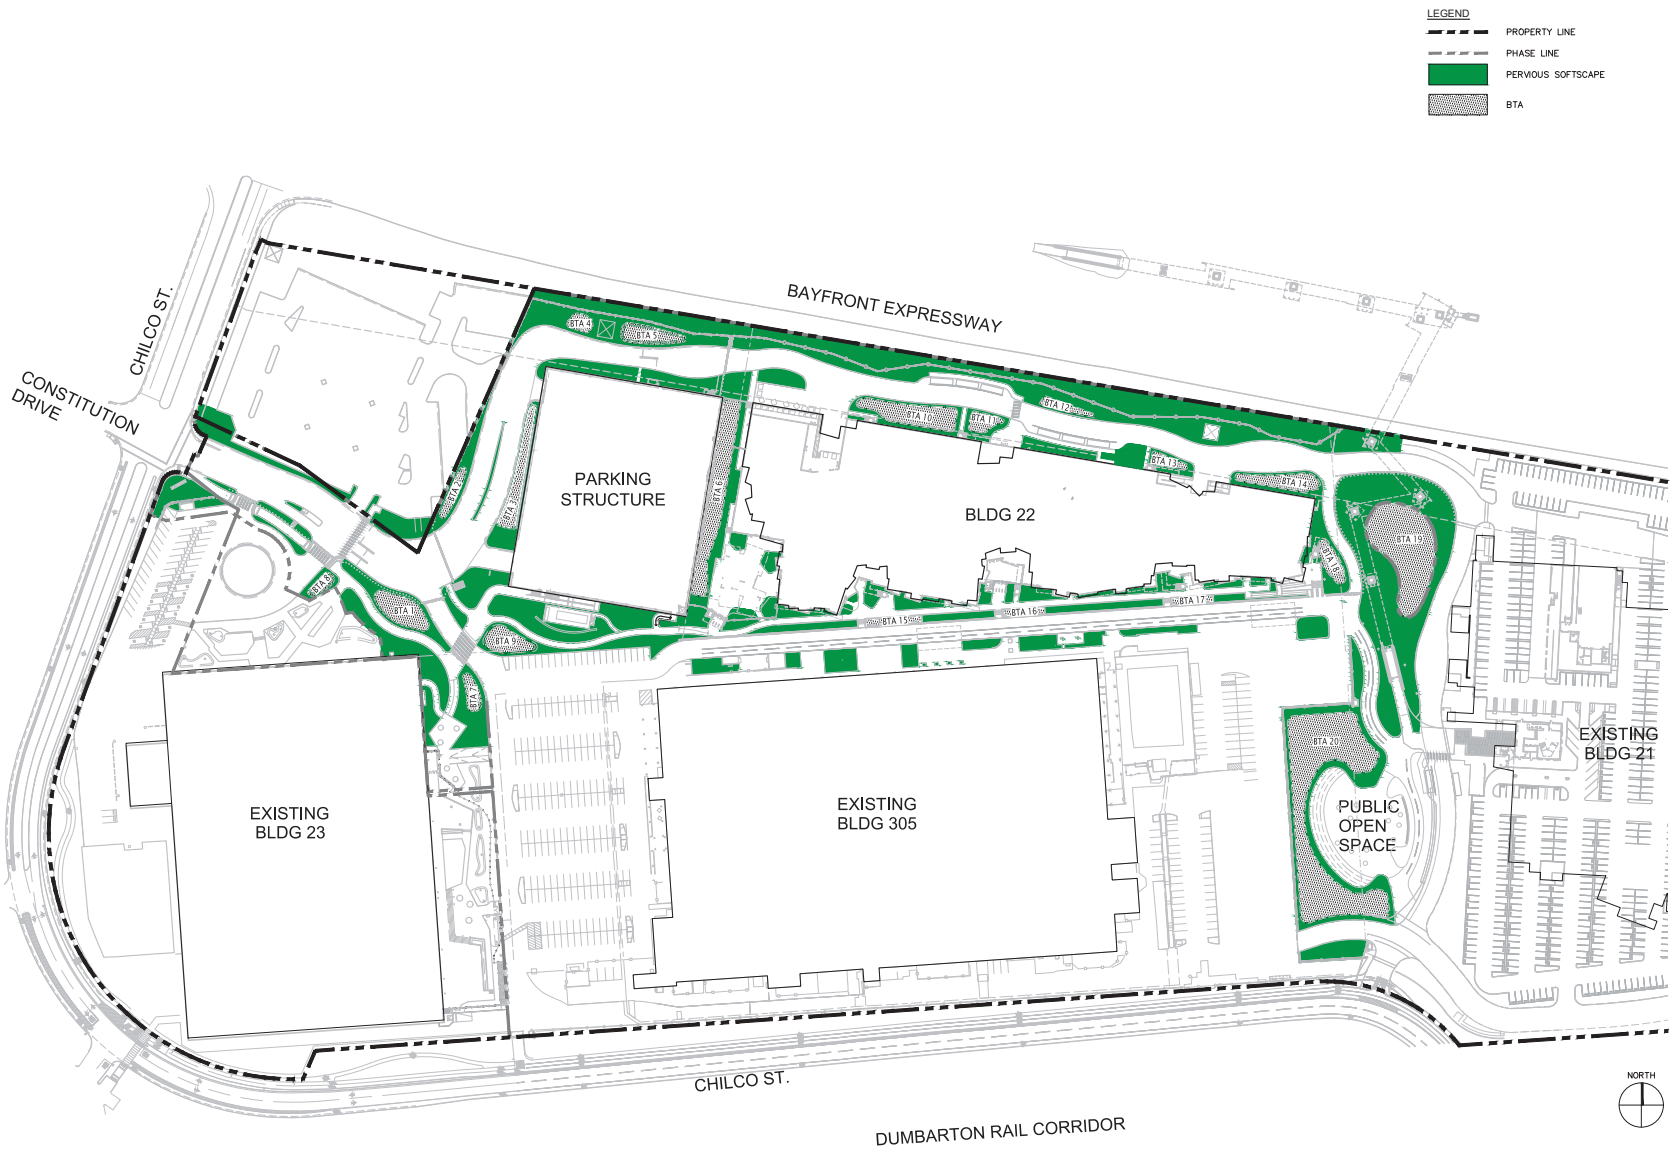 LEGEND
PROPERTY LINE
PHASE LINE
PERVIOUS SOFTSCAPE
BTA
BAYFRONT EXPRESSWAY
CHILCO ST.
CONSTITUTION
DRIVE
BTA 4
BTA 5
BTA 10
BTA 11
BTA 12
BTA 13
BTA 14
BTA 2
BTA 3
BTA 6
PARKING
STRUCTURE
BLDG 22
BTA 19
BTA 18
BTA 8
BTA 1
BTA 9
BTA 15
BTA 16
BTA 17
BTA 7
BTA 20
EXISTING
BLDG 21
EXISTING
BLDG 23
EXISTING
BLDG 305
PUBLIC
OPEN
SPACE
CHILCO ST.
DUMBARTON RAIL CORRIDOR
NORTH